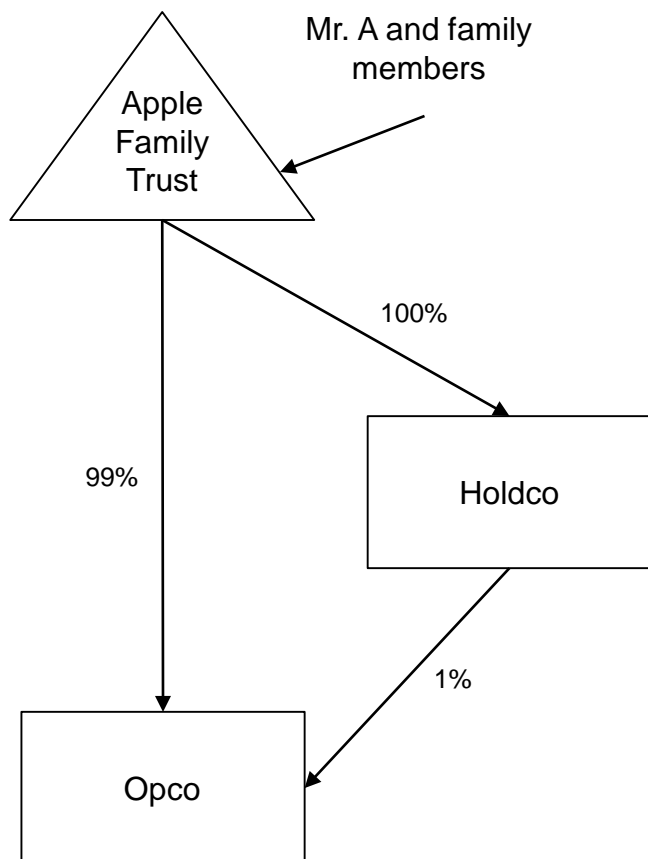 Mr. A and family
members
Apple
Family
Trust
100%
99%
Holdco
1%
Opco